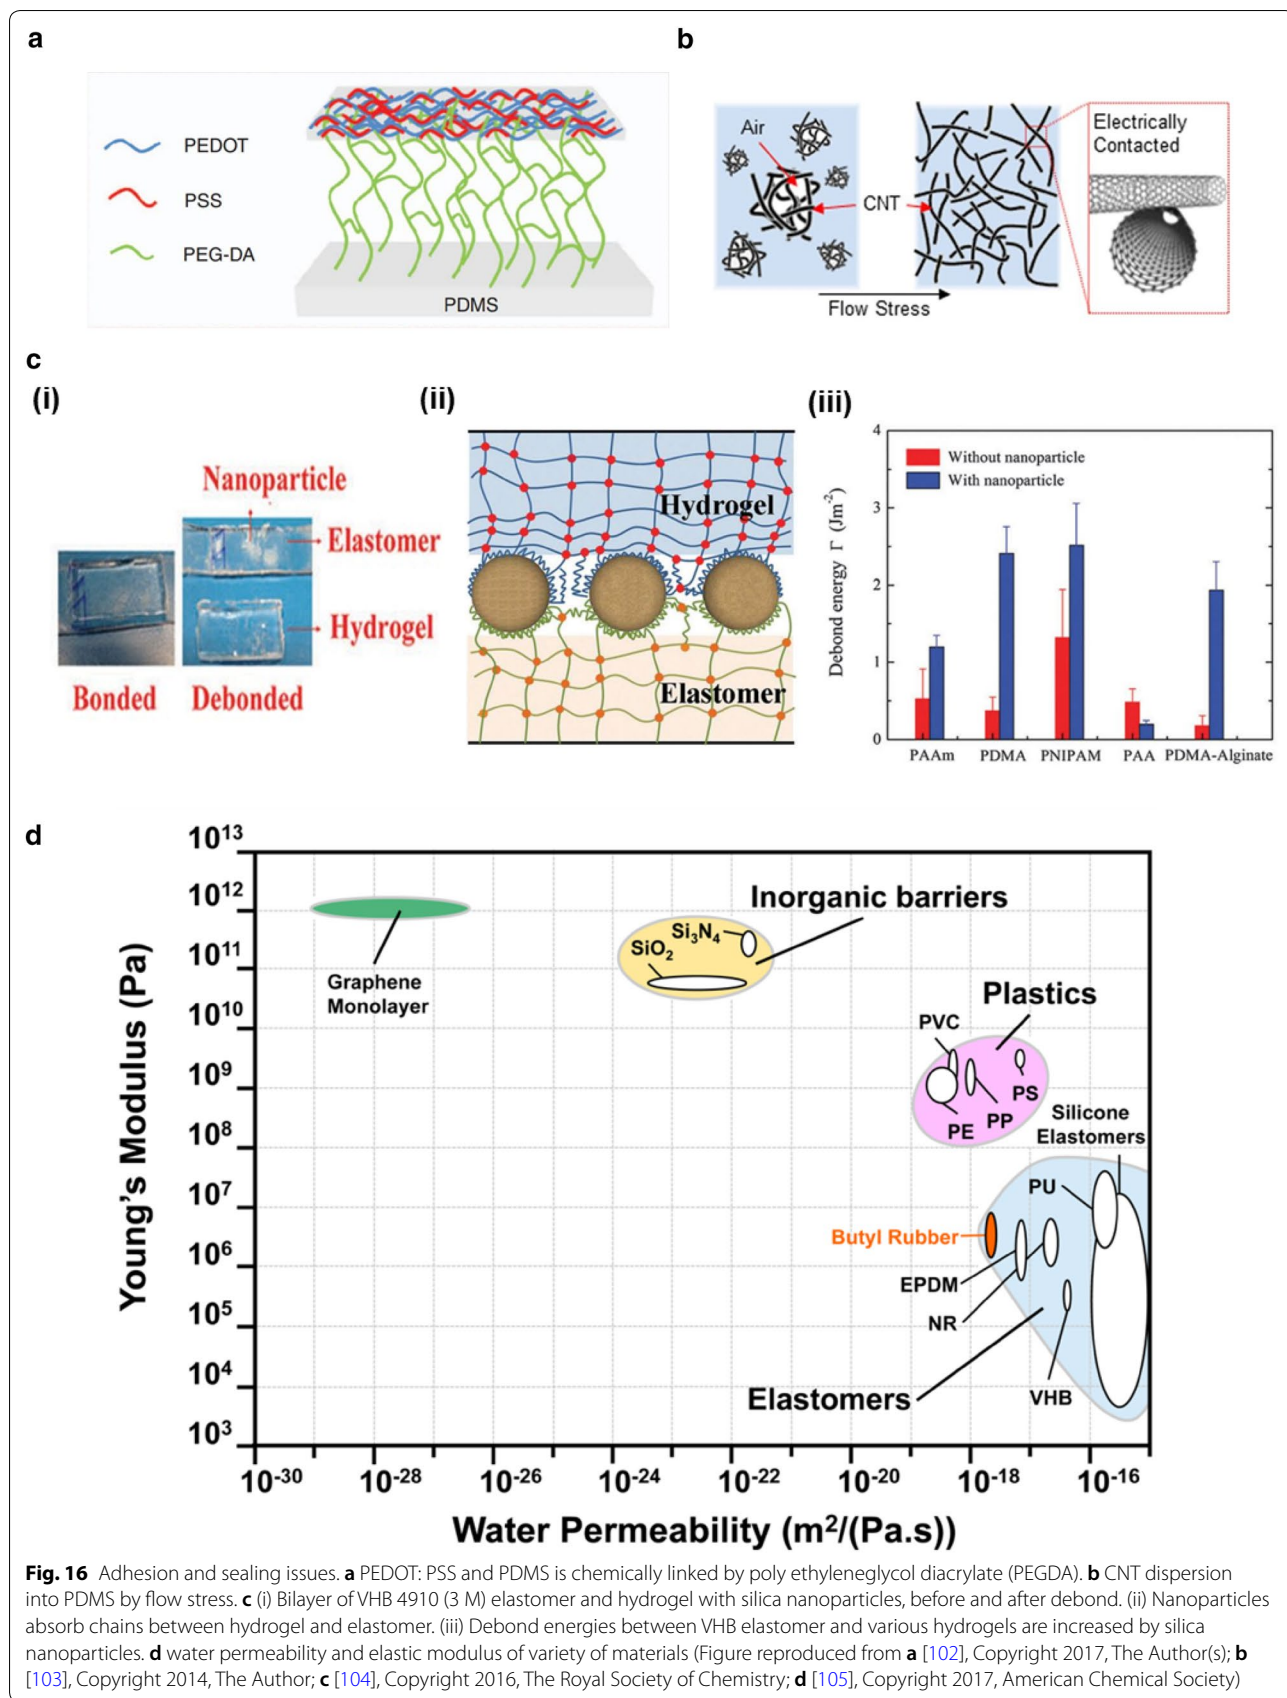 a
PEDOT
PSS
PEG-DA
PDMS
b
Air
CNT
Flow Stress
Electrically
Contacted
c
(i)
Nanoparticle
Elastomer
Hydrogel
Bonded
Debonded
(ii)
Hydrogel
Elastomer
(iii)
Debond energy Γ (Jm⁻²)
4
3
2
1
0
Without nanoparticle
With nanoparticle
PAAm PDMA PNIPAM PAA PDMA-Alginate
d
Young's Modulus (Pa)
10¹³
10¹²
10¹¹
10¹⁰
10⁹
10⁸
10⁷
10⁶
10⁵
10⁴
10³
Graphene
Monolayer
Inorganic barriers
Si₃N₄
SiO₂
Plastics
PVC
PS
PP
PE
Silicone
Elastomers
PU
Butyl Rubber
EPDM
NR
VHB
Elastomers
10⁻³⁰ 10⁻²⁸ 10⁻²⁶ 10⁻²⁴ 10⁻²² 10⁻²⁰ 10⁻¹⁸ 10⁻¹⁶
Water Permeability (m²/(Pa.s))
Fig. 16 Adhesion and sealing issues. a PEDOT: PSS and PDMS is chemically linked by poly ethyleneglycol diacrylate (PEGDA). b CNT dispersion
into PDMS by flow stress. c (i) Bilayer of VHB 4910 (3 M) elastomer and hydrogel with silica nanoparticles, before and after debond. (ii) Nanoparticles
absorb chains between hydrogel and elastomer. (iii) Debond energies between VHB elastomer and various hydrogels are increased by silica
nanoparticles. d water permeability and elastic modulus of variety of materials (Figure reproduced from a [102], Copyright 2017, The Author(s); b
[103], Copyright 2014, The Author; c [104], Copyright 2016, The Royal Society of Chemistry; d [105], Copyright 2017, American Chemical Society)